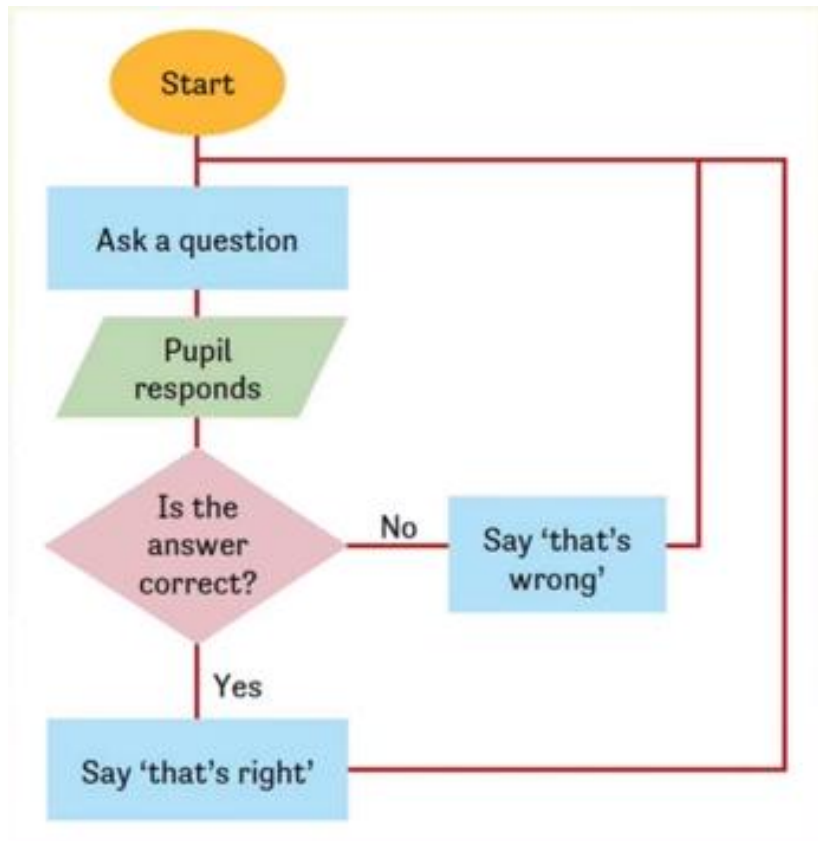 Start
Ask a question
Pupil
responds
Is the
answer
correct?
No
Say ‘that’s
wrong’
Yes
Say ‘that’s right’